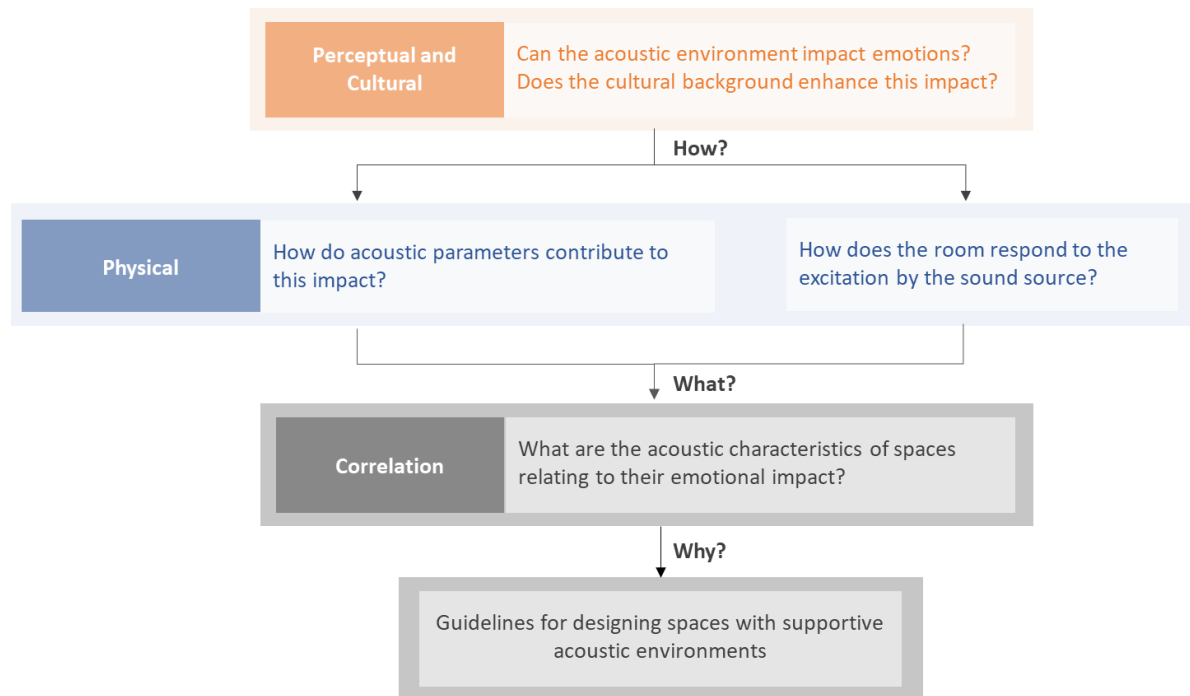 Perceptual and
Cultural
Can the acoustic environment impact emotions?
Does the cultural background enhance this impact?
How?
Physical
How do acoustic parameters contribute to
this impact?
How does the room respond to the
excitation by the sound source?
What?
Correlation
What are the acoustic characteristics of spaces
relating to their emotional impact?
Why?
Guidelines for designing spaces with supportive
acoustic environments